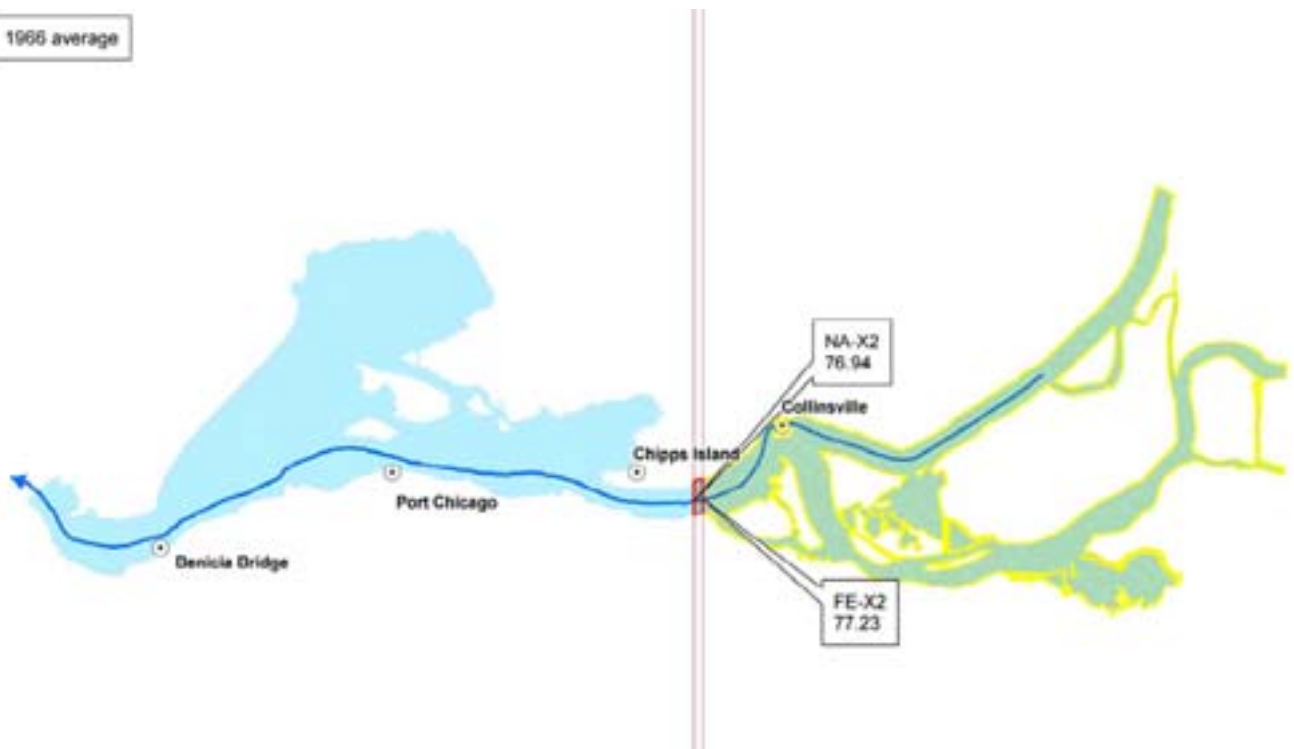 1966 average
NA-X2
76.94
Collinsville
Chipps Island
Port Chicago
Benicia Bridge
FE-X2
77.23